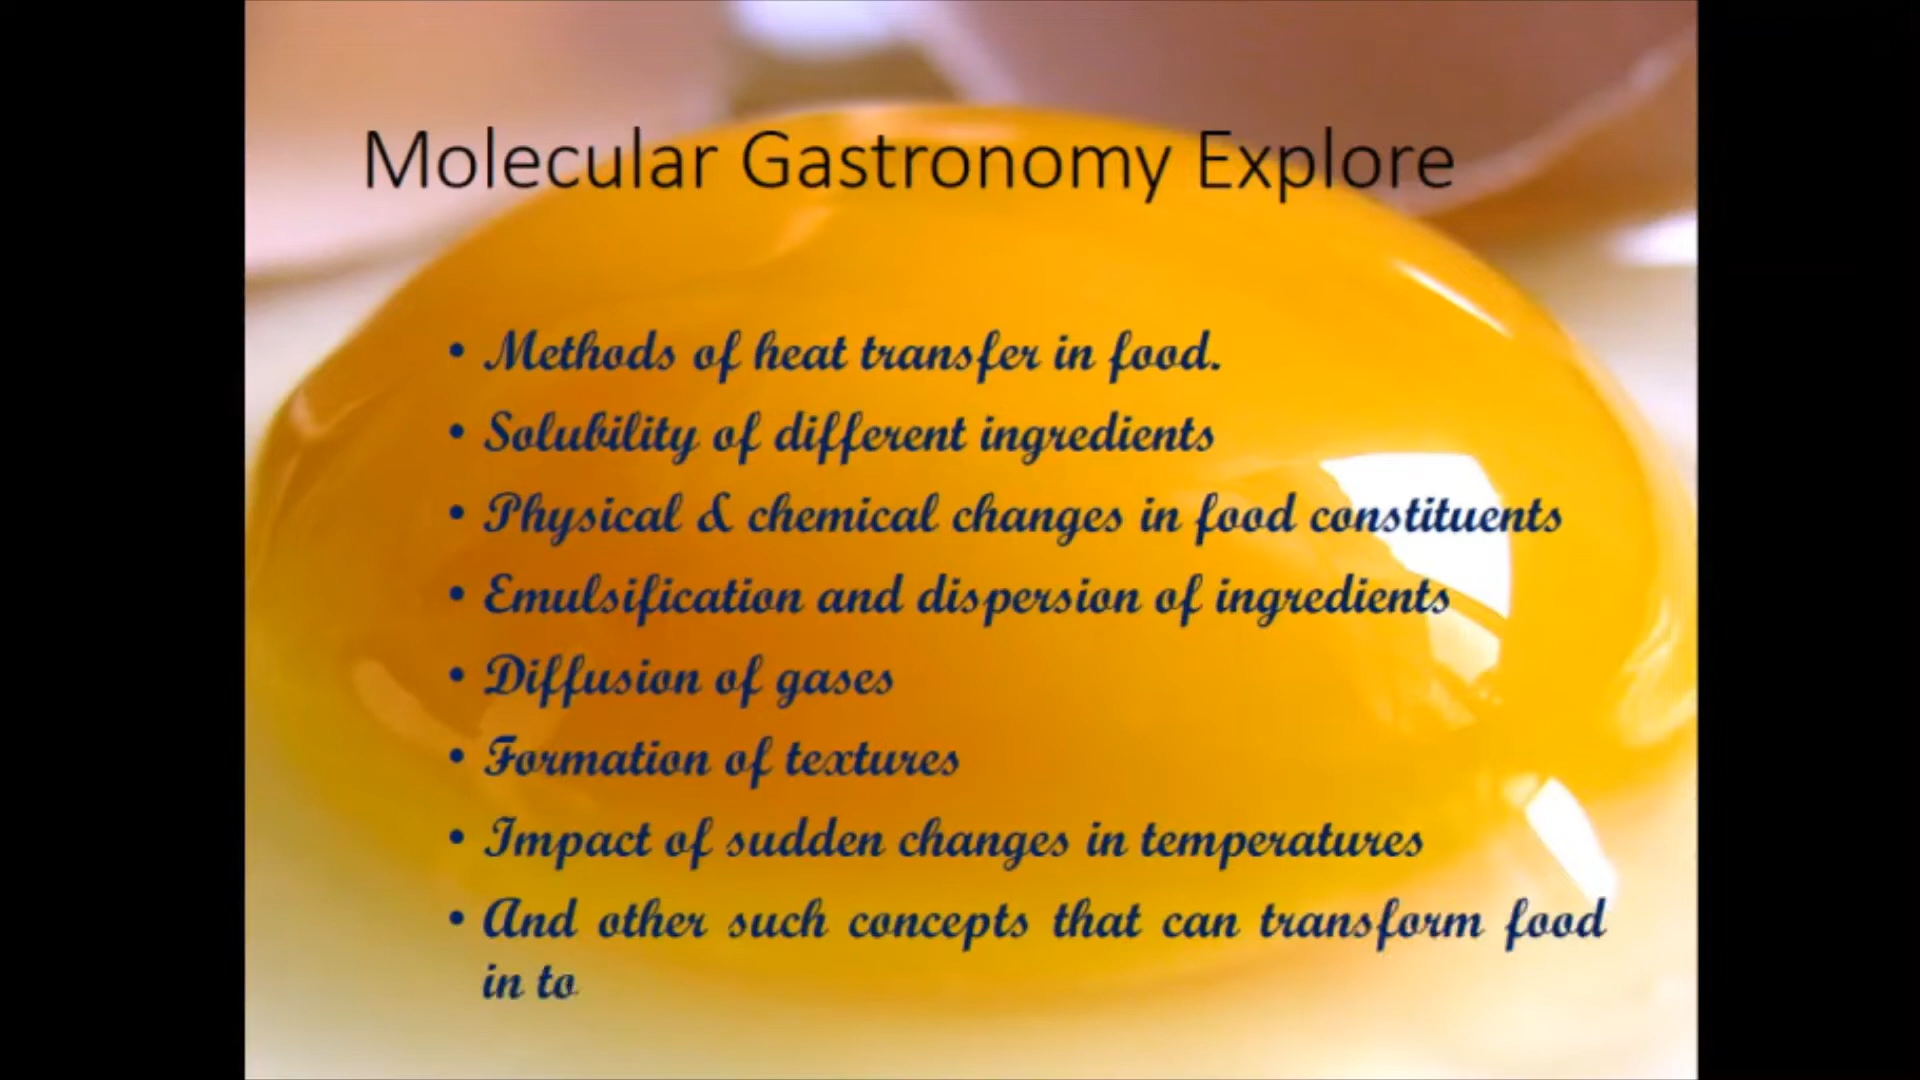 Molecular Gastronomy Explore
• Methods of heat transfer in food.
• Solubility of different ingredients
• Physical & chemical changes in food constituents
• Emulsification and dispersion of ingredients
• Diffusion of gases
• Formation of textures
• Impact of sudden changes in temperatures
• And other such concepts that can transform food
in to